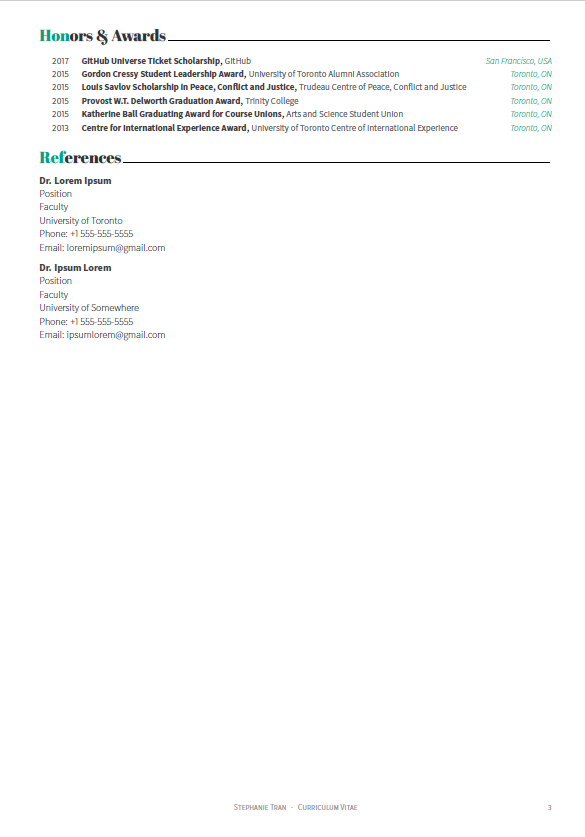 Honors & Awards
2017 GitHub Universe Ticket Scholarship, GitHub San Francisco, USA
2015 Gordon Cressy Student Leadership Award, University of Toronto Alumni Association Toronto, ON
2015 Louis Savlov Scholarship in Peace, Conflict and Justice, Trudeau Centre of Peace, Conflict and Justice Toronto, ON
2015 Provost W.T. Delworth Graduation Award, Trinity College Toronto, ON
2015 Katherine Ball Graduating Award for Course Unions, Arts and Science Student Union Toronto, ON
2013 Centre for International Experience Award, University of Toronto Centre of International Experience Toronto, ON
References
Dr. Lorem Ipsum
Position
Faculty
University of Toronto
Phone: +1 555-555-5555
Email: loremipsum@gmail.com
Dr. Ipsum Lorem
Position
Faculty
University of Somewhere
Phone: +1 555-555-5555
Email: ipsumlorem@gmail.com
Stephanie Tran · Curriculum Vitae 3